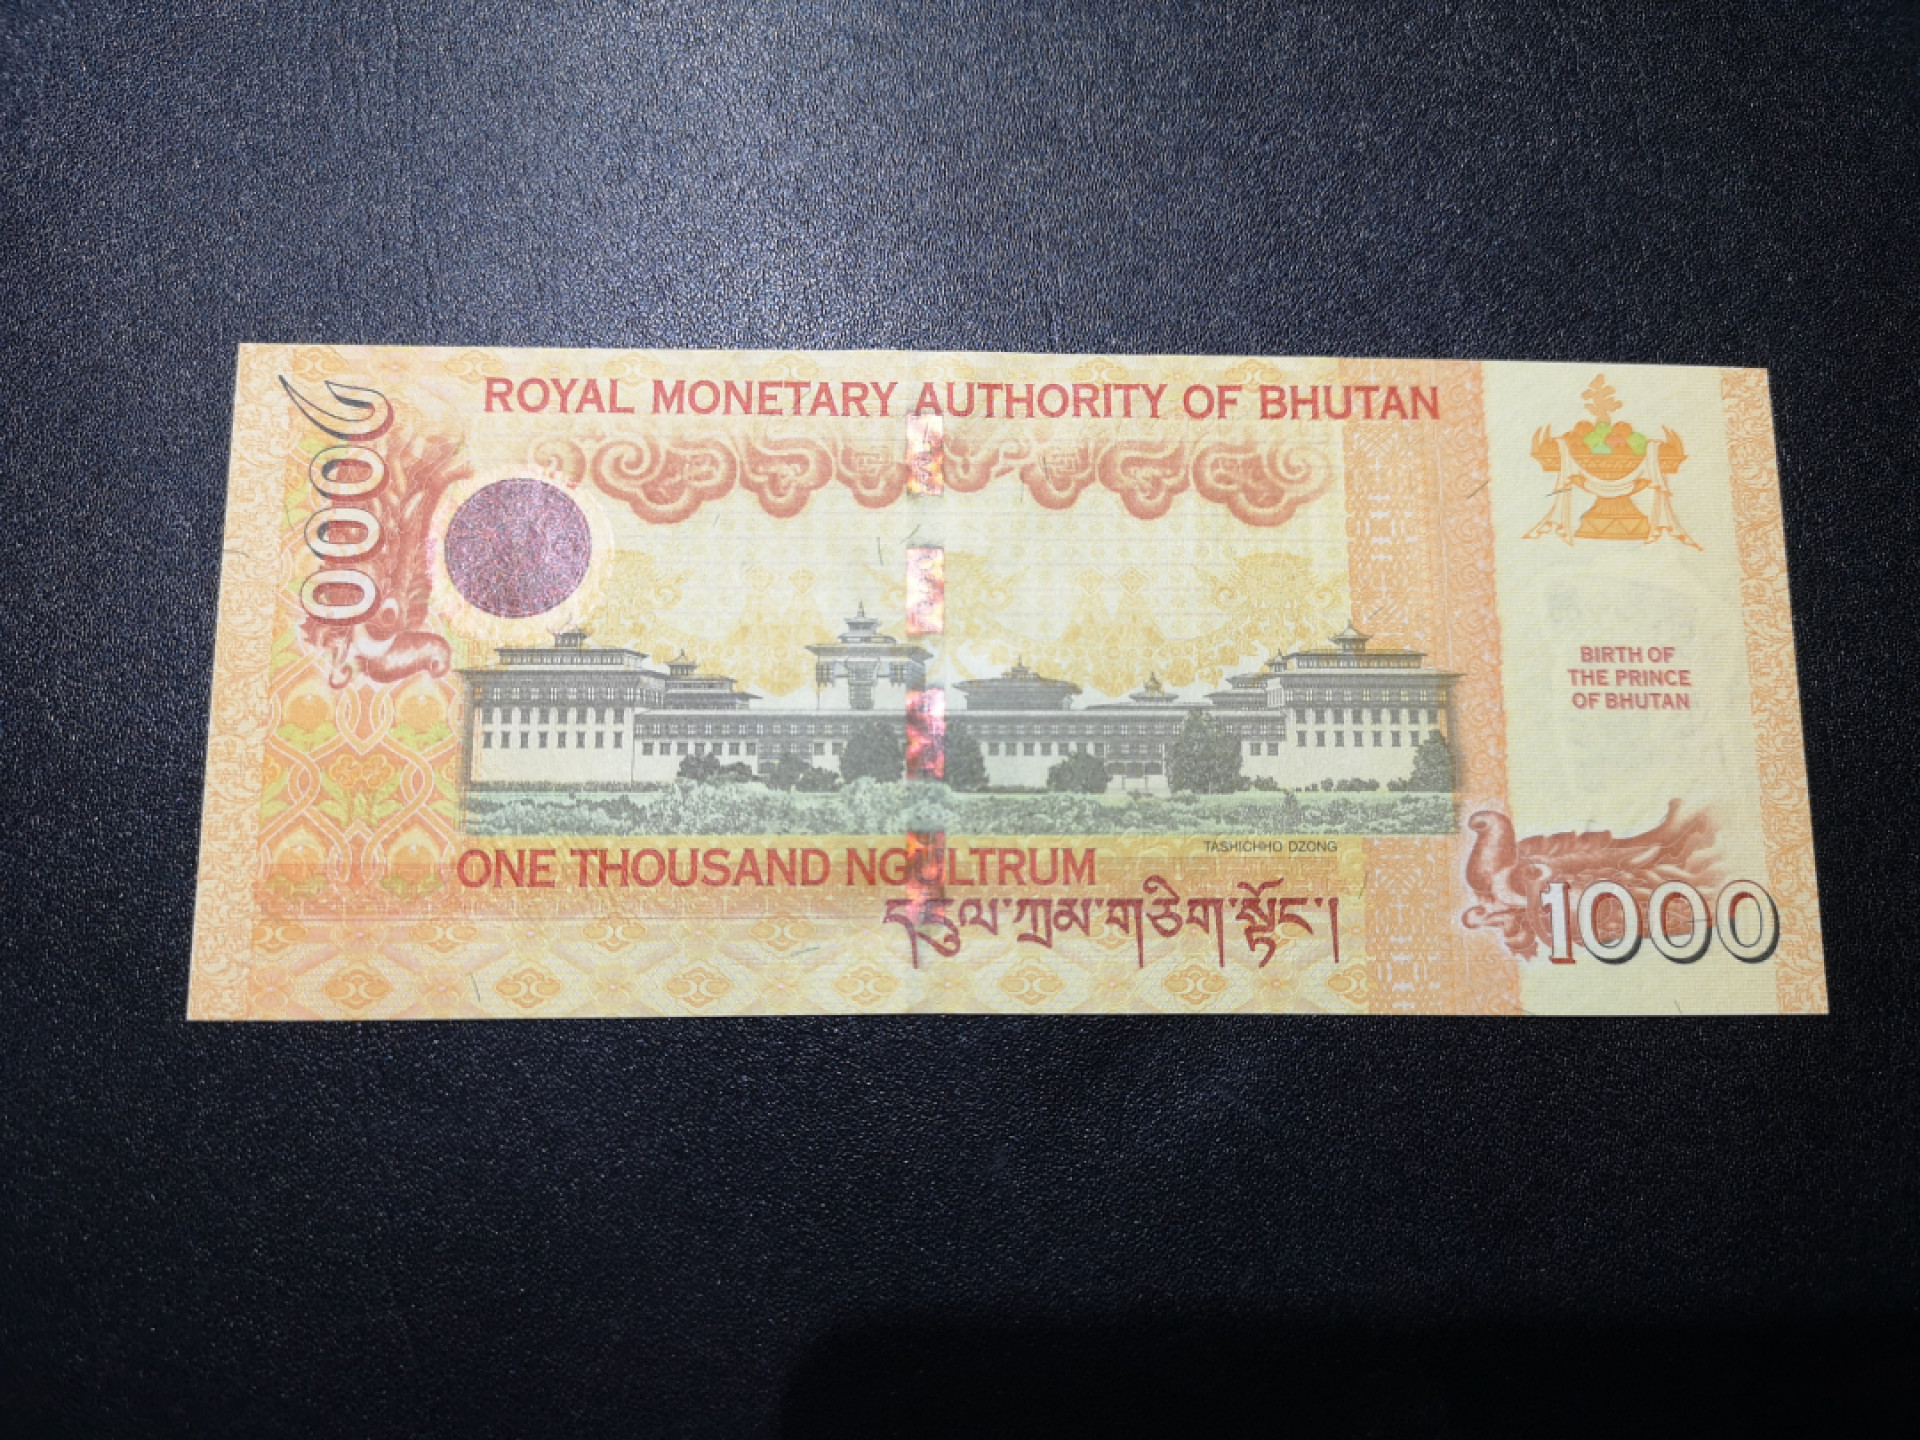 ROYAL MONETARY AUTHORITY OF BHUTAN
༡༠༠༠
BIRTH OF
THE PRINCE
OF BHUTAN
TASHICHHO DZONG
ONE THOUSAND NGULTRUM
དངུལ་ཀྲམ་གཅིག་སྟོང་།
1000